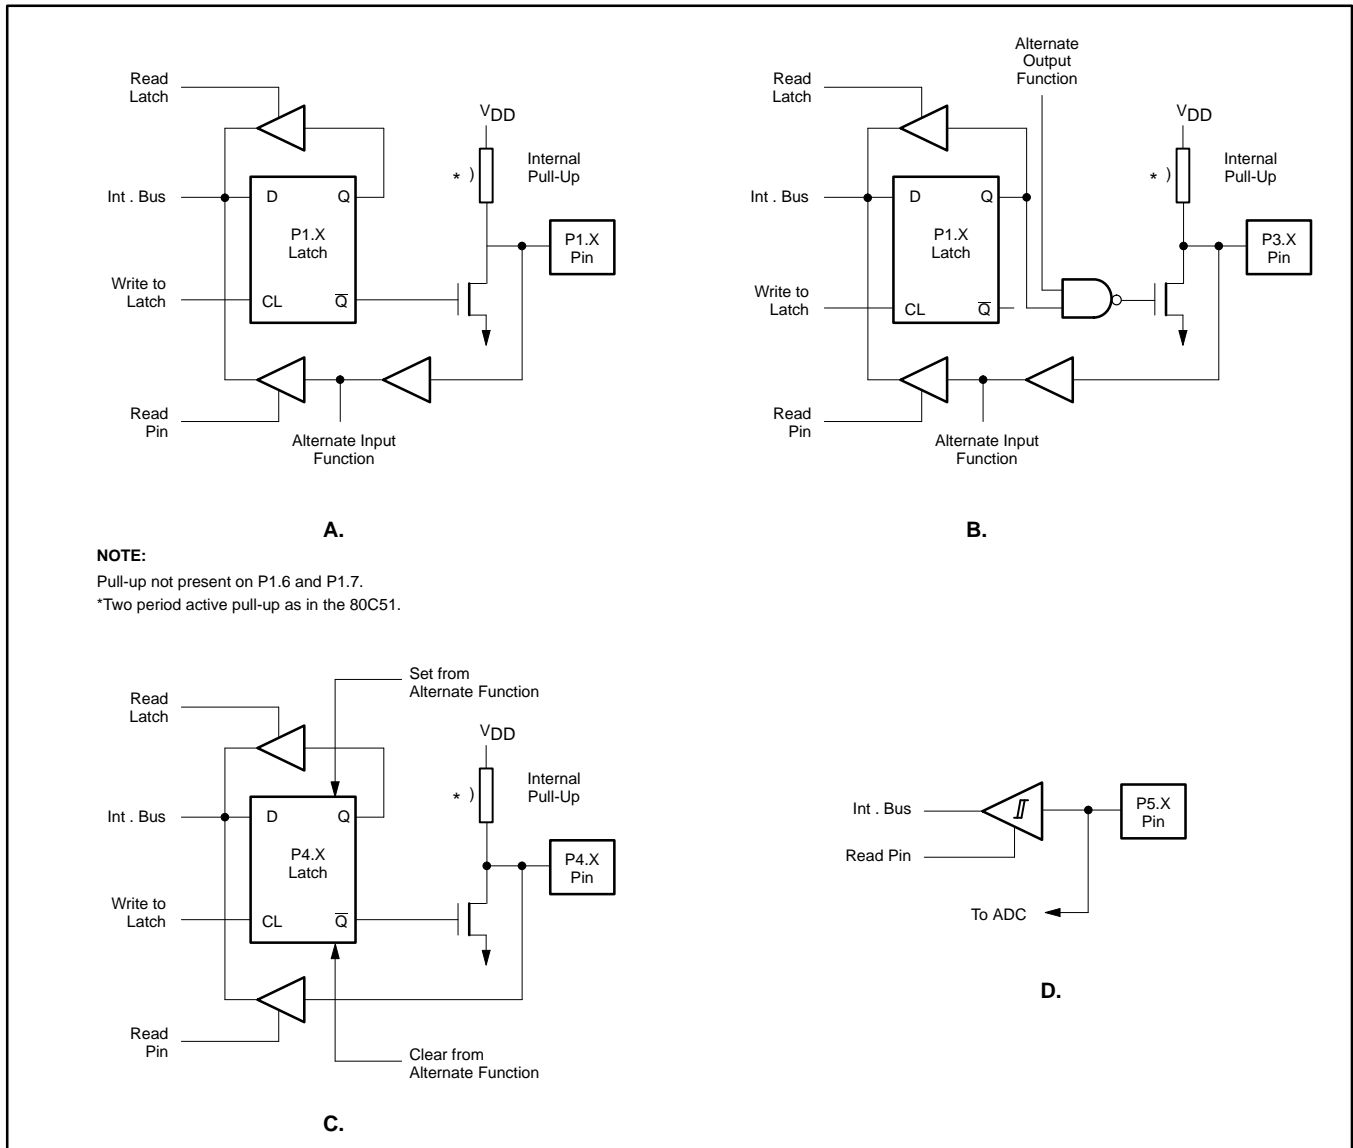 Read
Latch
VDD
Internal
Pull-Up
* )
Int . Bus
D
Q
P1.X
Latch
P1.X
Pin
Write to
Latch
CL
Q̅
Read
Pin
Alternate Input
Function
A.
Alternate
Output
Function
Read
Latch
VDD
Internal
Pull-Up
* )
Int . Bus
D
Q
P1.X
Latch
P3.X
Pin
Write to
Latch
CL
Q̅
Read
Pin
Alternate Input
Function
B.
NOTE:
Pull-up not present on P1.6 and P1.7.
*Two period active pull-up as in the 80C51.
Set from
Alternate Function
Read
Latch
VDD
Internal
Pull-Up
* )
Int . Bus
D
Q
P4.X
Latch
P4.X
Pin
Write to
Latch
CL
Q̅
Read
Pin
Clear from
Alternate Function
C.
Int . Bus
P5.X
Pin
Read Pin
To ADC
D.